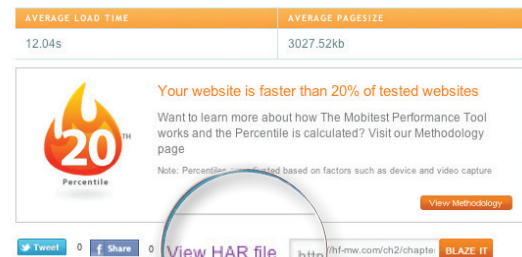 AVERAGE LOAD TIME AVERAGE PAGESIZE
12.04s 3027.52kb
Your website is faster than 20% of tested websites
Want to learn more about how The Mobitest Performance Tool
works and the Percentile is calculated? Visit our Methodology
page
20TH
Percentile
Note: Percentiles based on factors such as device and video capture
View Methodology
Tweet 0 f Share 0 View HAR file http /hf-mw.com/ch2/chapte BLAZE IT